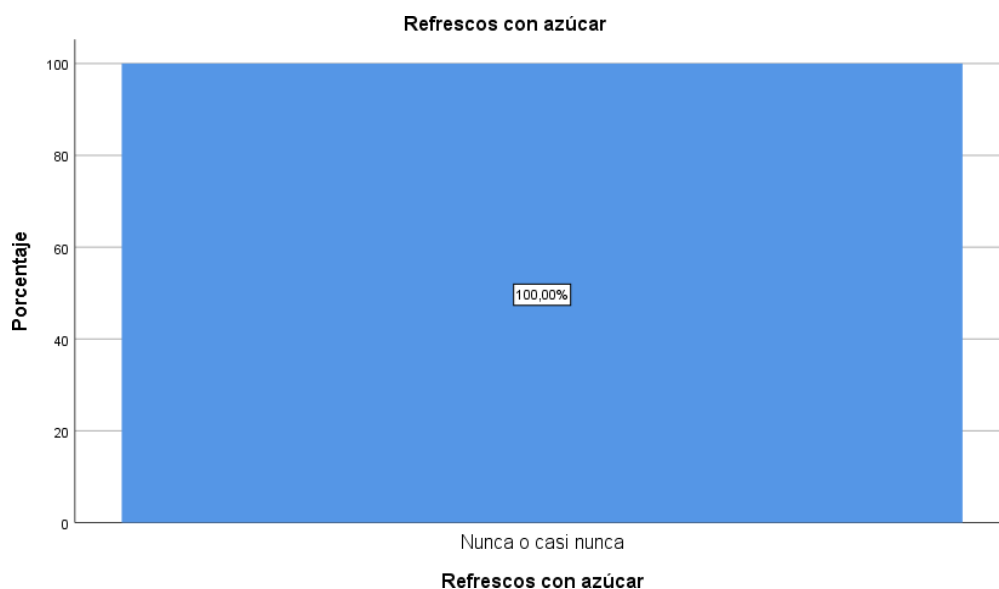 Refrescos con azúcar
100
80
60
40
20
0
Porcentaje
100,00%
Nunca o casi nunca
Refrescos con azúcar